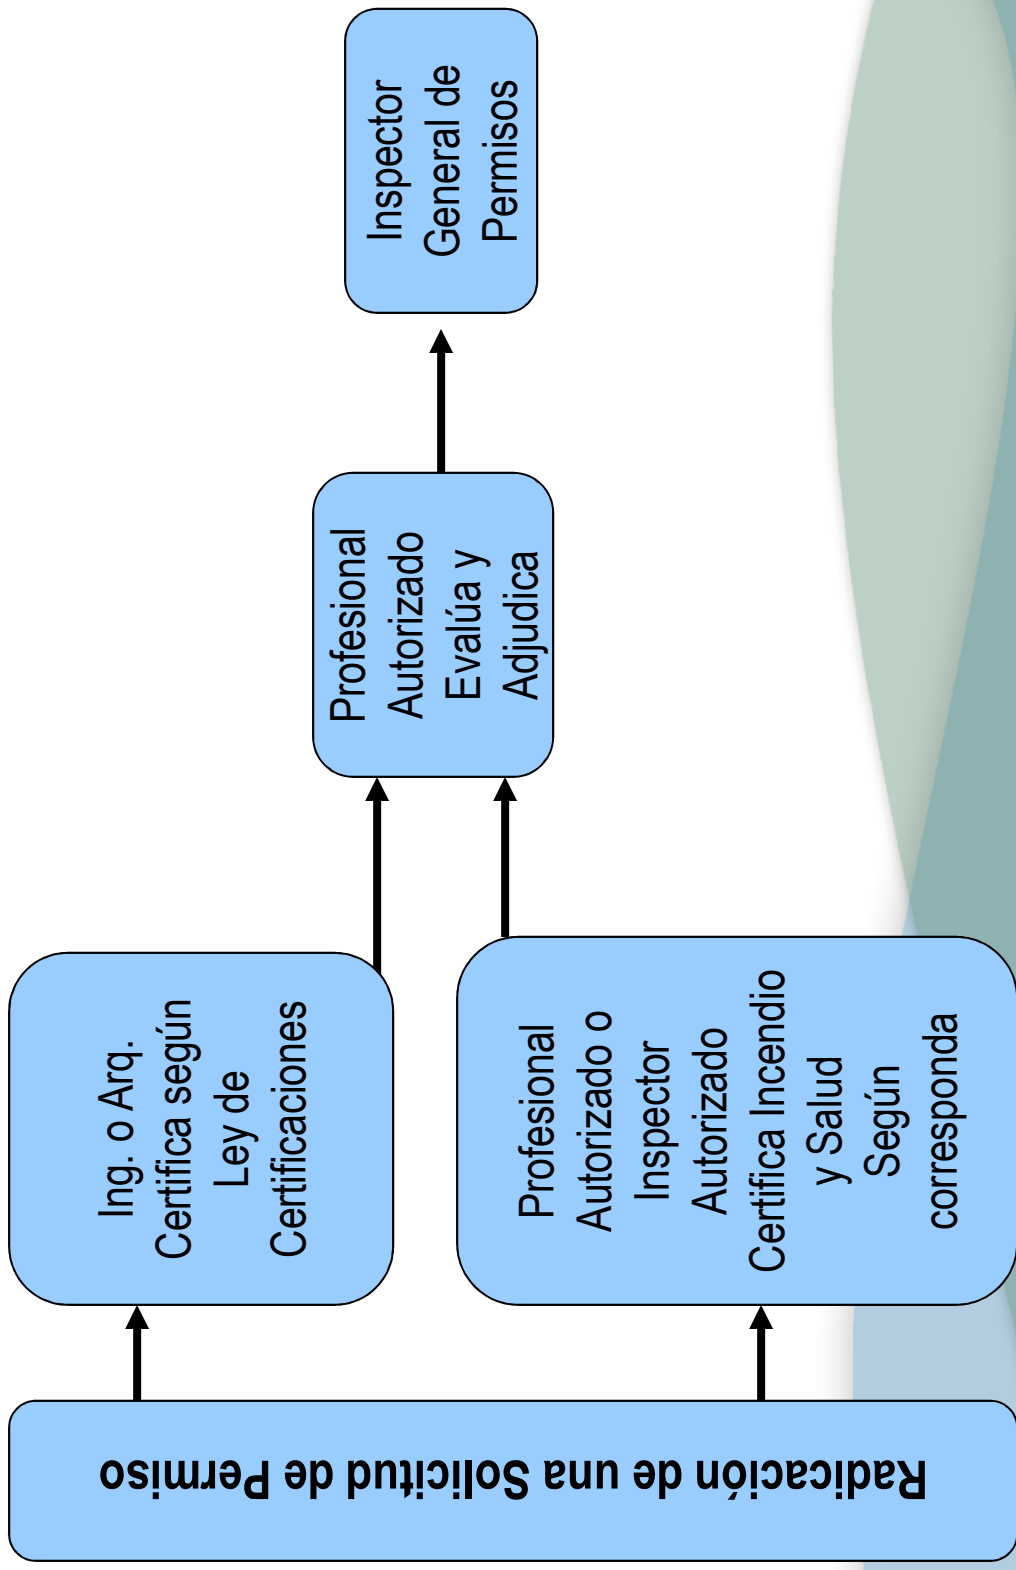 Radicación de una Solicitud de Permiso
Ing. o Arq.
Certifica según
Ley de
Certificaciones
Profesional
Autorizado o
Inspector
Autorizado
Certifica Incendio
y Salud
Según
corresponda
Profesional
Autorizado
Evalúa y
Adjudica
Inspector
General de
Permisos